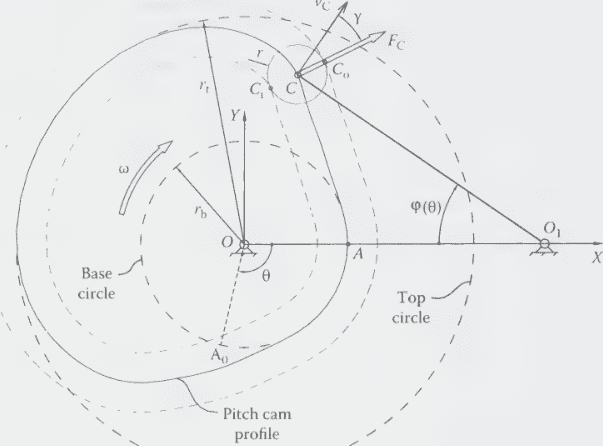 v_C
γ
F_C
r
C_o
C_i
C
r_t
Y
ω
φ(θ)
r_b
O
O_1
A
X
θ
Base
circle
Top
circle
A_0
Pitch cam
profile